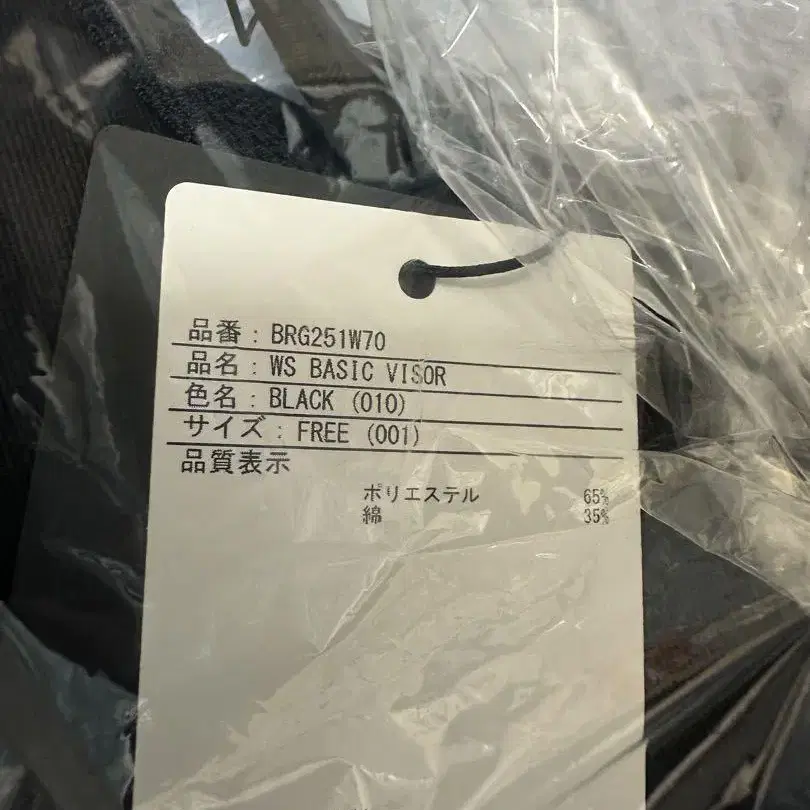 品番:BRG251W70
品名:WS BASIC VISOR
色名:BLACK (010)
サイズ:FREE (001)
品質表示
ポリエステル 65%
綿 35%